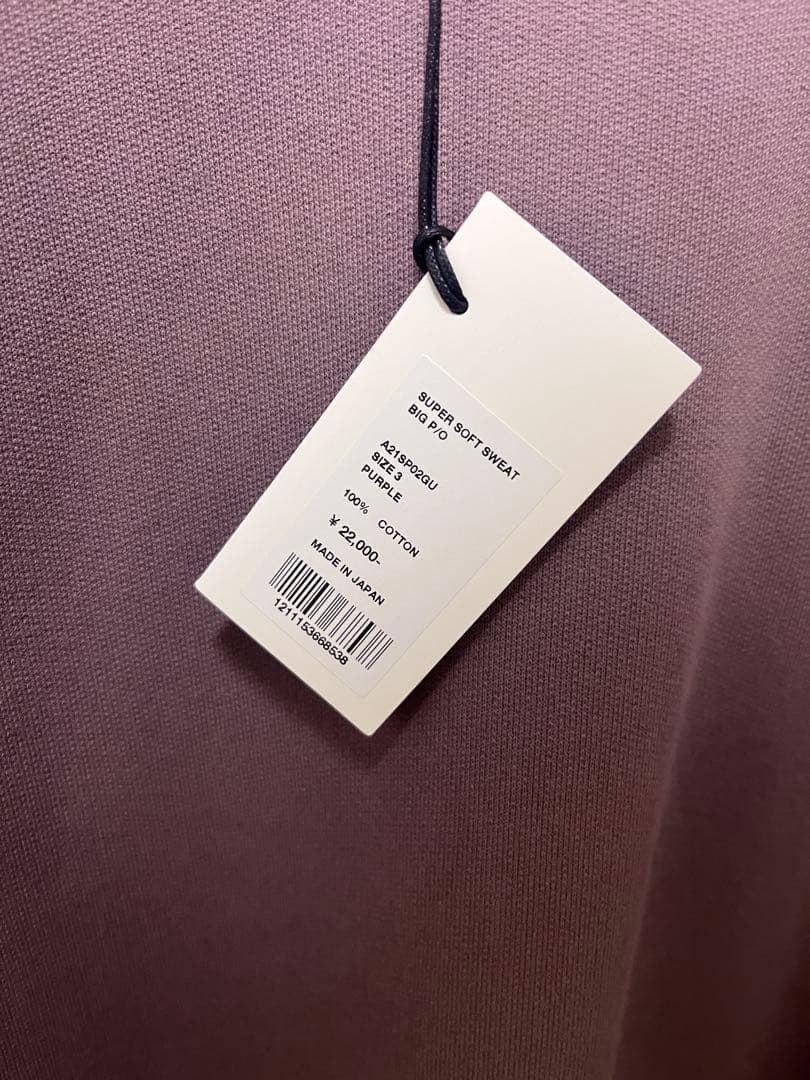 SUPER SOFT SWEAT
BIG P/O
A21SP02GU
SIZE 3
PURPLE
100% COTTON
¥ 22,000-
MADE IN JAPAN
1211153668538